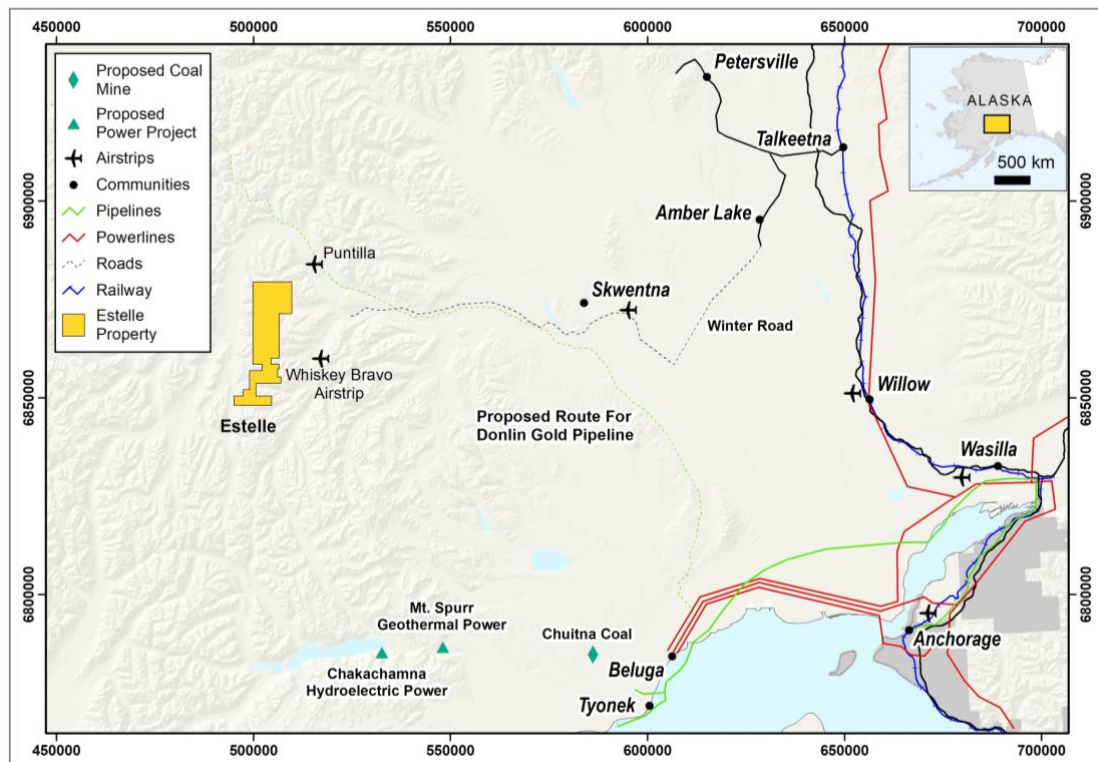 450000
500000
550000
600000
650000
700000
Proposed Coal
Mine
Proposed
Power Project
Airstrips
Communities
Pipelines
Powerlines
Roads
Railway
Estelle
Property
ALASKA
500 km
Petersville
Talkeetna
6900000
6900000
Amber Lake
Puntilla
Skwentna
Winter Road
Whiskey Bravo
Airstrip
Estelle
6850000
6850000
Willow
Proposed Route For
Donlin Gold Pipeline
Wasilla
6800000
6800000
Mt. Spurr
Geothermal Power
Chuitna Coal
Anchorage
Chakachamna
Hydroelectric Power
Beluga
Tyonek
450000
500000
550000
600000
650000
700000